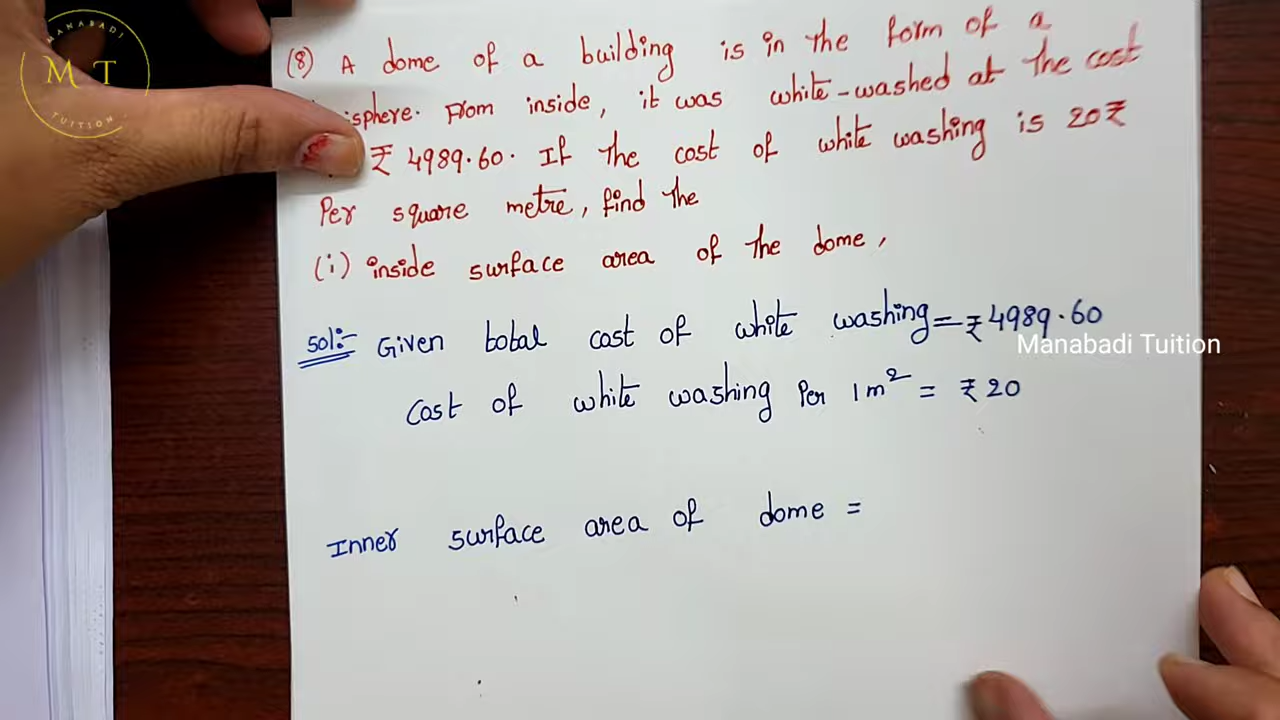 MANABADI
M T
TUITION
(8) A dome of a building is in the form of a
isphere. From inside, it was white-washed at the cost
₹ 4989.60. If the cost of white washing is 20₹
Per square metre, find the
(i) inside surface area of the dome,
Sol:- Given total cost of white washing = ₹4989.60
Manabadi Tuition
Cost of white washing Per 1m² = ₹20
Inner surface area of dome =